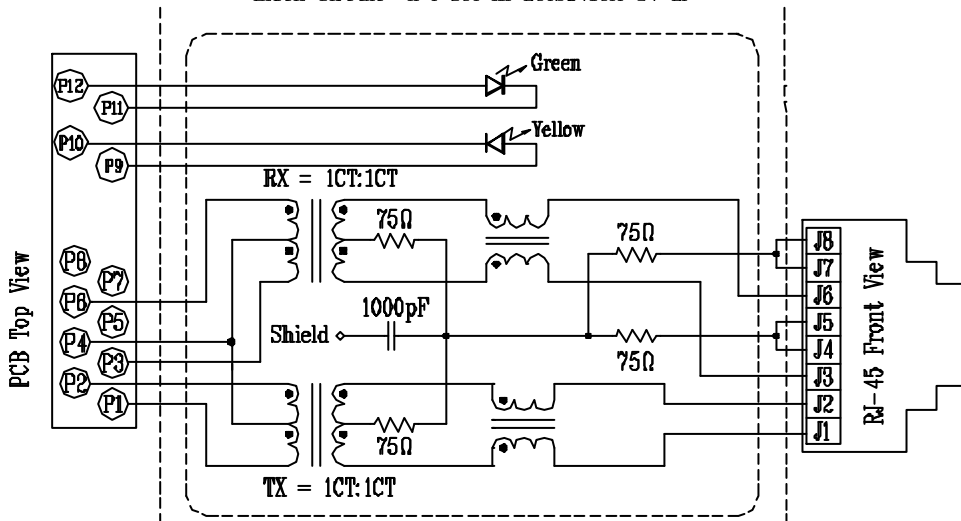 Green
P12
P11
Yellow
P10
P9
RX = 1CT:1CT
75Ω
75Ω
J8
P8
J7
P7
J6
P6
1000pF
P5
Shield
J5
P4
J4
P3
75Ω
J3
P2
J2
P1
75Ω
J1
TX = 1CT:1CT
PCB Top View
RJ-45 Front View